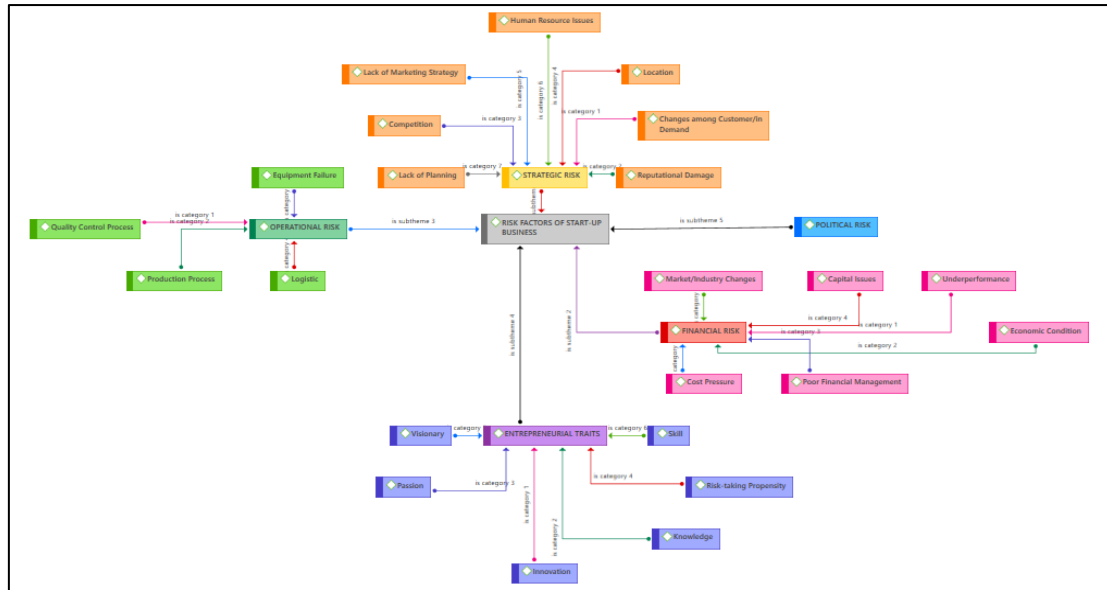 Human Resource Issues
Lack of Marketing Strategy
is category 5
is category 6
is category 4
Location
Competition
is category 3
is category 1
Changes among Customer/in
Demand
Equipment Failure
Lack of Planning
is category 7
STRATEGIC RISK
Reputational Damage
is category 1
is category 2
Quality Control Process
OPERATIONAL RISK
is subtheme 3
RISK FACTORS OF START-UP
BUSINESS
is subtheme 5
POLITICAL RISK
Production Process
Logistic
Market/Industry Changes
Capital Issues
Underperformance
is category 4
is category 1
is category 3
FINANCIAL RISK
Economic Condition
is category 2
is subtheme 4
is subtheme 2
Cost Pressure
Poor Financial Management
Visionary
category
ENTREPRENEURIAL TRAITS
is category 6
Skill
Passion
is category 3
is category 1
is category 2
is category 4
Risk-taking Propensity
Knowledge
Innovation